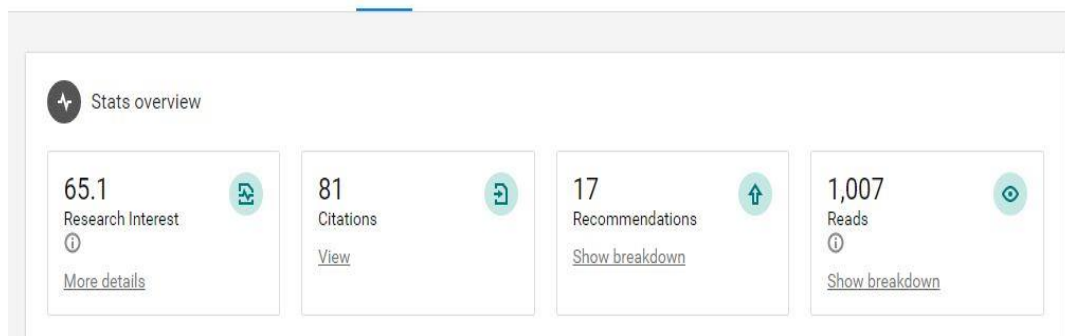 Stats overview
65.1
Research Interest
More details
81
Citations
View
17
Recommendations
Show breakdown
1,007
Reads
Show breakdown